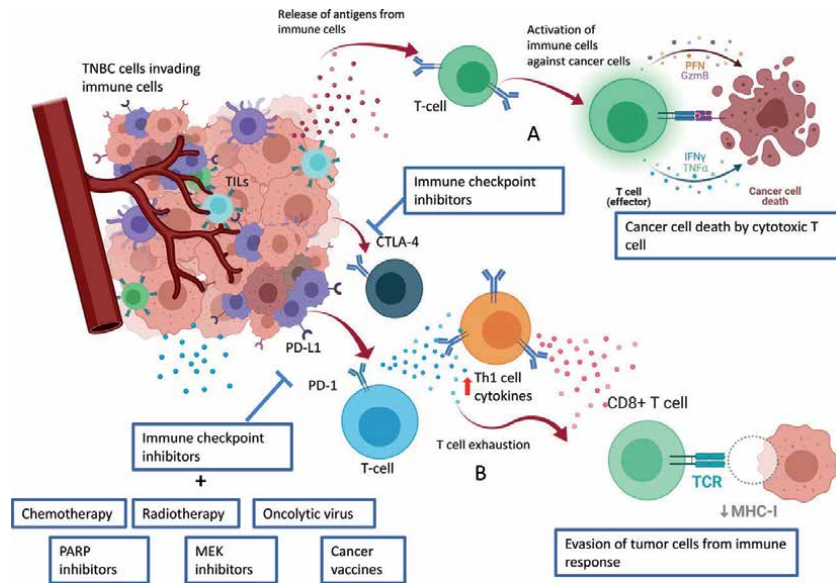 Release of antigens from
immune cells
TNBC cells invading
immune cells
TILs
T-cell
Activation of
immune cells
against cancer cells
A
PFN
GzmB
IFNγ
TNFα
T cell
(effector)
Cancer cell
death
Cancer cell death by cytotoxic T
cell
Immune checkpoint
inhibitors
CTLA-4
PD-L1
PD-1
T-cell
Th1 cell
cytokines
T cell exhaustion
B
CD8+ T cell
TCR
↓MHC-I
Evasion of tumor cells from immune
response
Immune checkpoint
inhibitors
+
Chemotherapy
Radiotherapy
Oncolytic virus
PARP
inhibitors
MEK
inhibitors
Cancer
vaccines